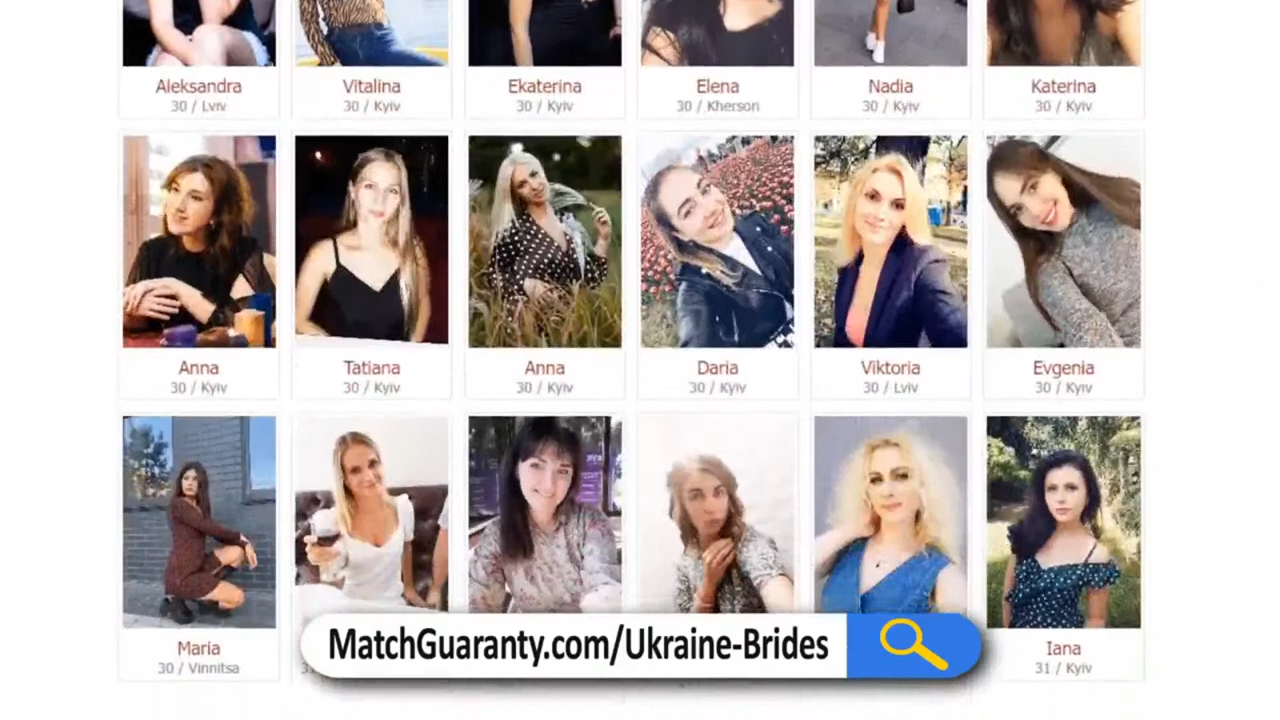 Aleksandra
30 / Lviv
Vitalina
30 / Kyiv
Ekaterina
30 / Kyiv
Elena
30 / Kherson
Nadia
30 / Kyiv
Katerina
30 / Kyiv
Anna
30 / Kyiv
Tatiana
30 / Kyiv
Anna
30 / Kyiv
Daria
30 / Kyiv
Viktoria
30 / Lviv
Evgenia
30 / Kyiv
Maria
30 / Vinnitsa
Iana
31 / Kyiv
MatchGuaranty.com/Ukraine-Brides